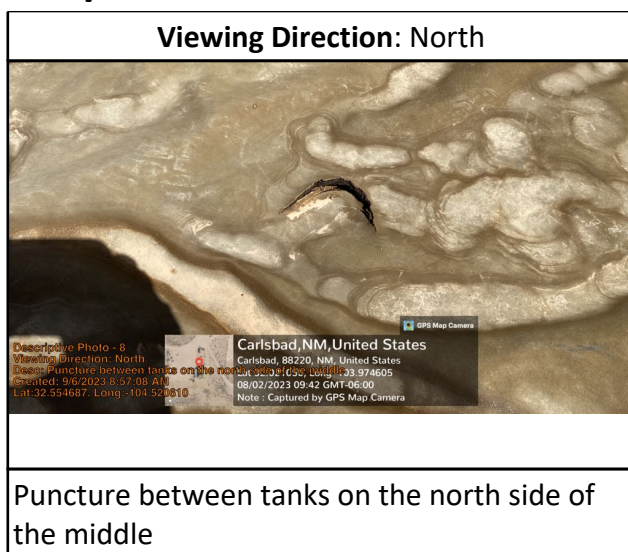 Viewing Direction: North
GPS Map Camera
Carlsbad,NM,United States
Carlsbad, 88220, NM, United States
08/02/2023 09:42 GMT-06:00
Note : Captured by GPS Map Camera
Descriptive Photo - 8
Viewing Direction: North
Desc: Puncture between tanks on the north side of the middle
Created: 9/6/2023 8:57:08 AM
Lat:32.554687. Long:-104.520810
Puncture between tanks on the north side of
the middle